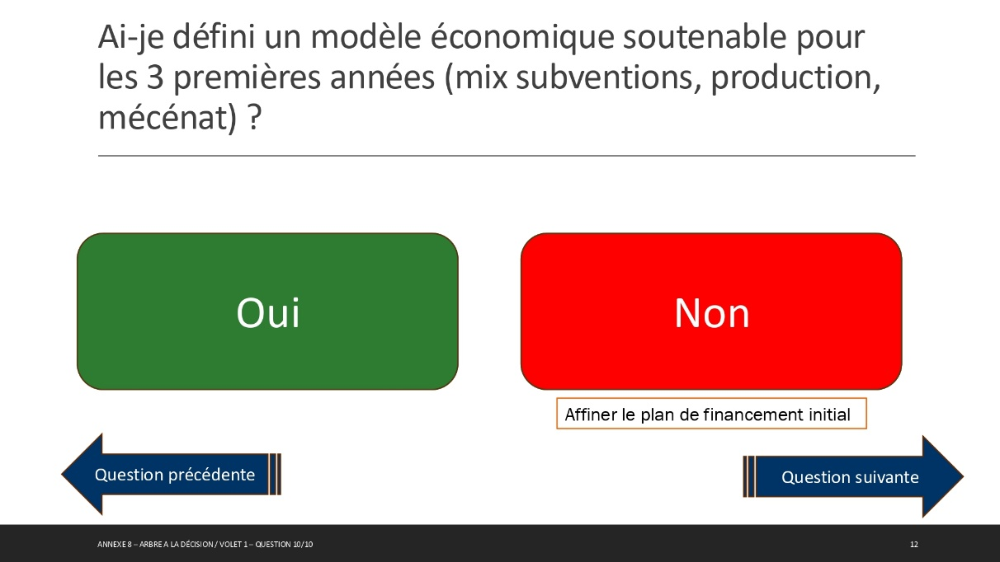 Ai-je défini un modèle économique soutenable pour
les 3 premières années (mix subventions, production,
mécénat) ?
Oui
Non
Affiner le plan de financement initial
Question précédente
Question suivante
ANNEXE 8 – ARBRE A LA DÉCISION / VOLET 1 – QUESTION 10/10
12